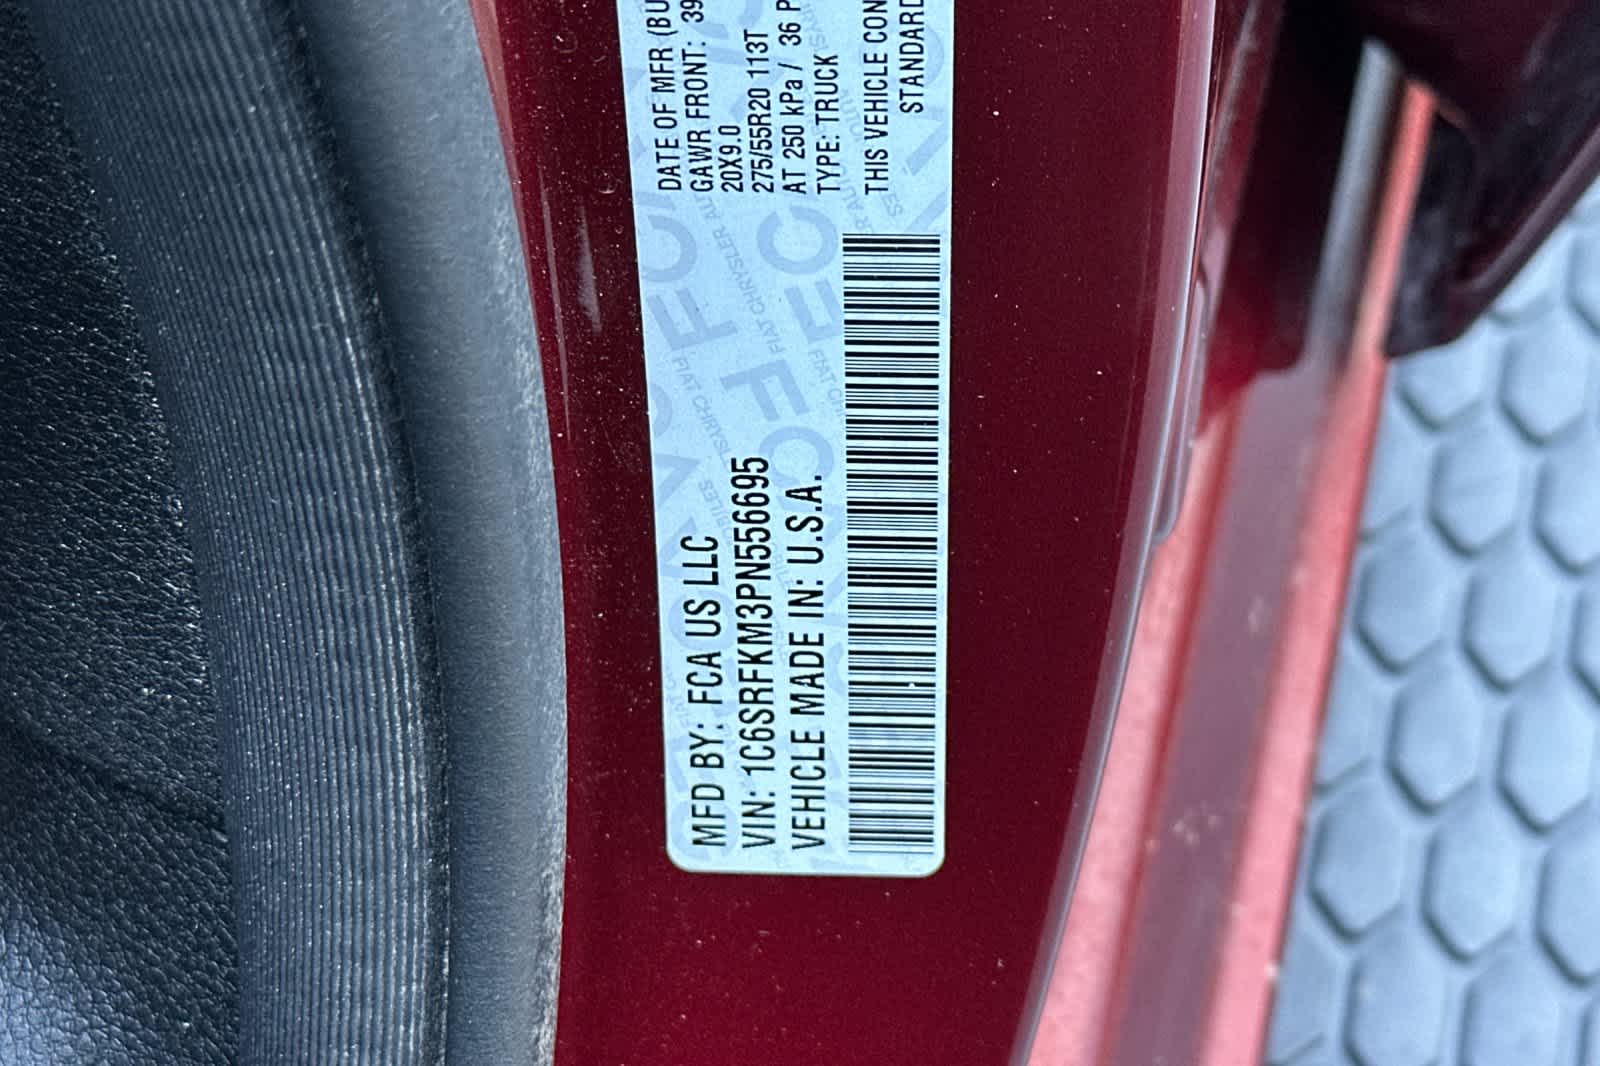 MFD BY: FCA US LLC
VIN: 1C6SRFKM3PN556695
VEHICLE MADE IN: U.S.A.
DATE OF MFR
GAWR FRONT:
20X9.0
275/55R20 113T
AT 250 kPa / 36
TYPE: TRUCK
THIS VEHICLE
STANDARD